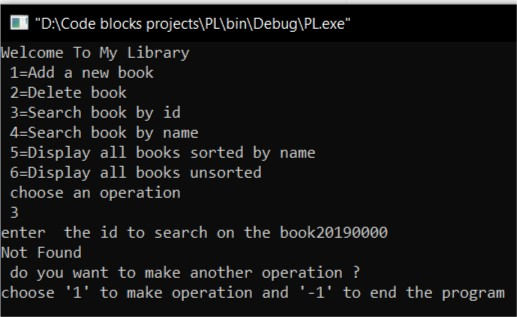 "D:\Code blocks projects\PL\bin\Debug\PL.exe"
Welcome To My Library
1=Add a new book
2=Delete book
3=Search book by id
4=Search book by name
5=Display all books sorted by name
6=Display all books unsorted
choose an operation
3
enter  the id to search on the book20190000
Not Found
do you want to make another operation ?
choose '1' to make operation and '-1' to end the program